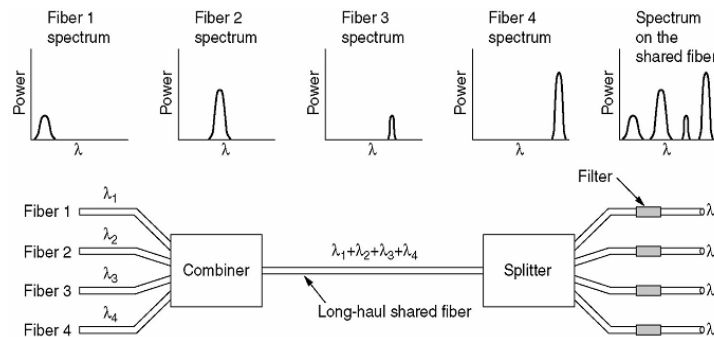 Fiber 1
spectrum
Fiber 2
spectrum
Fiber 3
spectrum
Fiber 4
spectrum
Spectrum
on the
shared fiber
Power
λ
Power
λ
Power
λ
Power
λ
Power
λ
Filter
Fiber 1
λ1
λ
Fiber 2
λ2
λ
Fiber 3
λ3
λ
Fiber 4
λ4
λ
Combiner
λ1+λ2+λ3+λ4
Long-haul shared fiber
Splitter